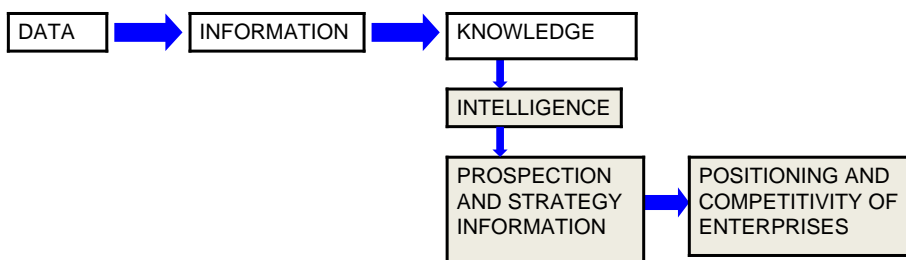 DATA
INFORMATION
KNOWLEDGE
INTELLIGENCE
PROSPECTION
AND STRATEGY
INFORMATION
POSITIONING AND
COMPETITIVITY OF
ENTERPRISES